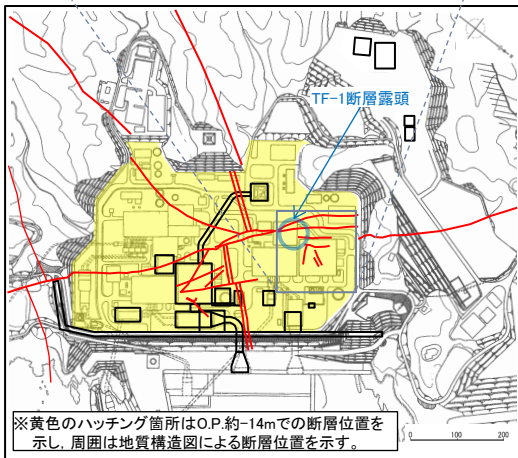 TF-1断層露頭
※黄色のハッチング箇所はO.P.約-14mでの断層位置を
示し，周囲は地質構造図による断層位置を示す。
0 100 200